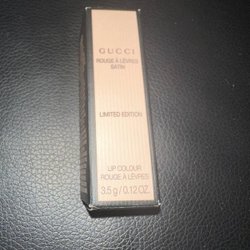 GUCCI
ROUGE À LÈVRES
SATIN
LIMITED EDITION
LIP COLOUR
ROUGE À LÈVRES
3.5 g / 0.12 OZ.